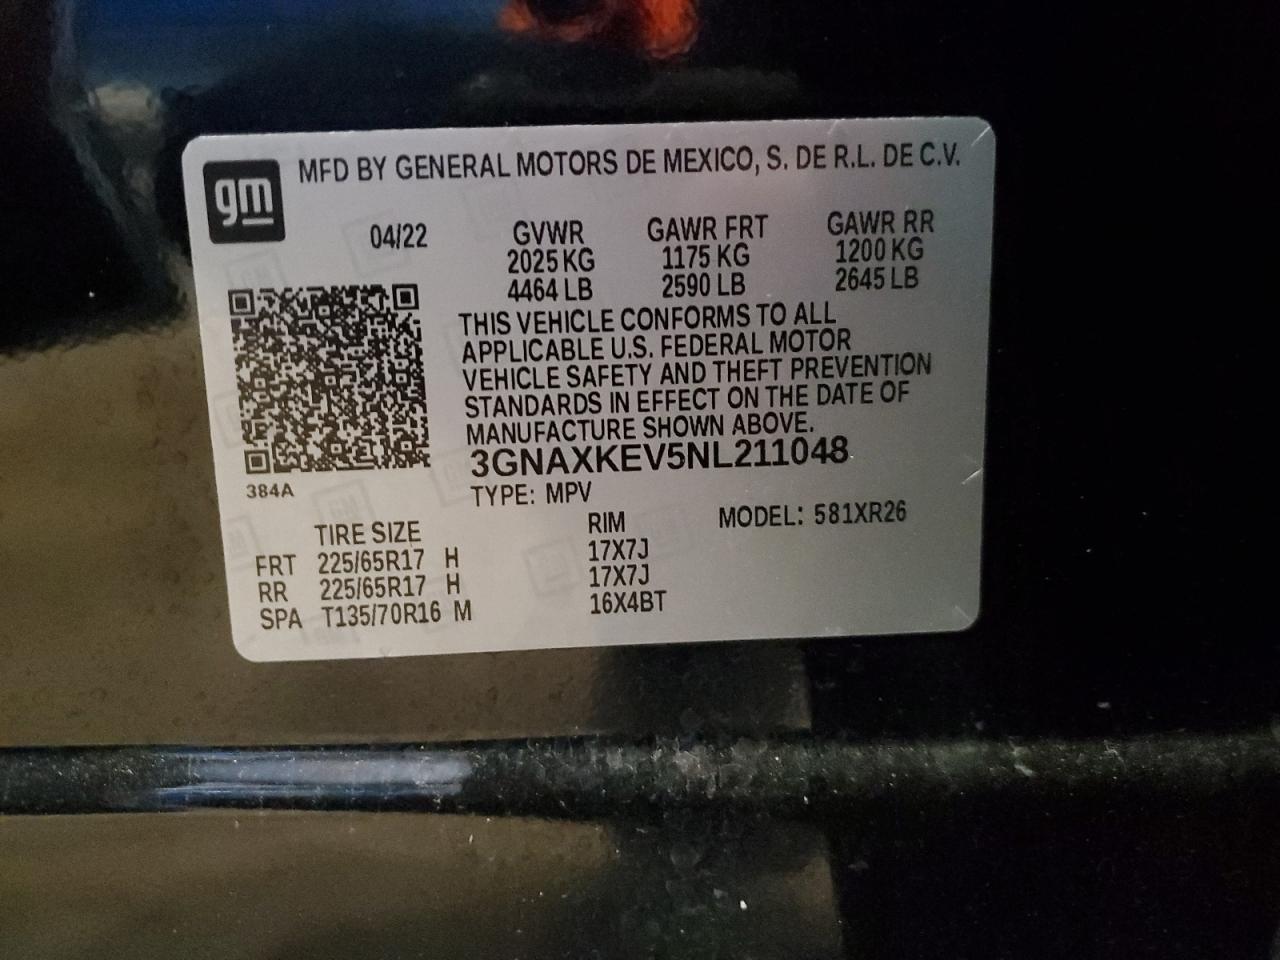 gm
MFD BY GENERAL MOTORS DE MEXICO, S. DE R.L. DE C.V.
04/22 GVWR GAWR FRT GAWR RR
2025 KG 1175 KG 1200 KG
4464 LB 2590 LB 2645 LB
THIS VEHICLE CONFORMS TO ALL
APPLICABLE U.S. FEDERAL MOTOR
VEHICLE SAFETY AND THEFT PREVENTION
STANDARDS IN EFFECT ON THE DATE OF
MANUFACTURE SHOWN ABOVE.
3GNAXKEV5NL211048
384A
TYPE: MPV
TIRE SIZE RIM MODEL: 581XR26
FRT 225/65R17 H 17X7J
RR 225/65R17 H 17X7J
SPA T135/70R16 M 16X4BT